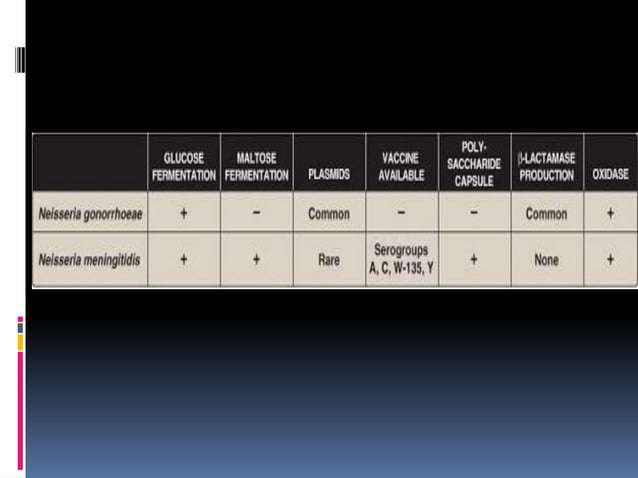 GLUCOSE FERMENTATION MALTOSE FERMENTATION PLASMIDS VACCINE AVAILABLE POLY-SACCHARIDE CAPSULE β-LACTAMASE PRODUCTION OXIDASE
Neisseria gonorrhoeae + – Common – – Common +
Neisseria meningitidis + + Rare Serogroups A, C, W-135, Y + None +